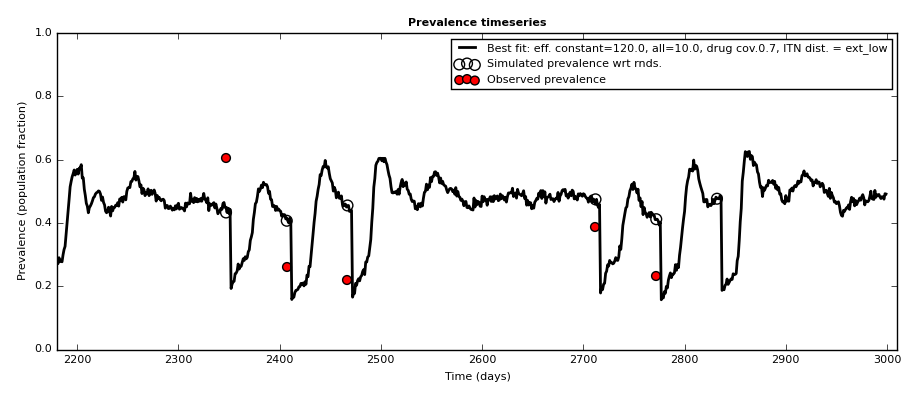 Prevalence timeseries
Best fit: eff. constant=120.0, all=10.0, drug cov.0.7, ITN dist. = ext_low
Simulated prevalence wrt rnds.
Observed prevalence
Prevalence (population fraction)
1.0
0.8
0.6
0.4
0.2
0.0
2200 2300 2400 2500 2600 2700 2800 2900 3000
Time (days)